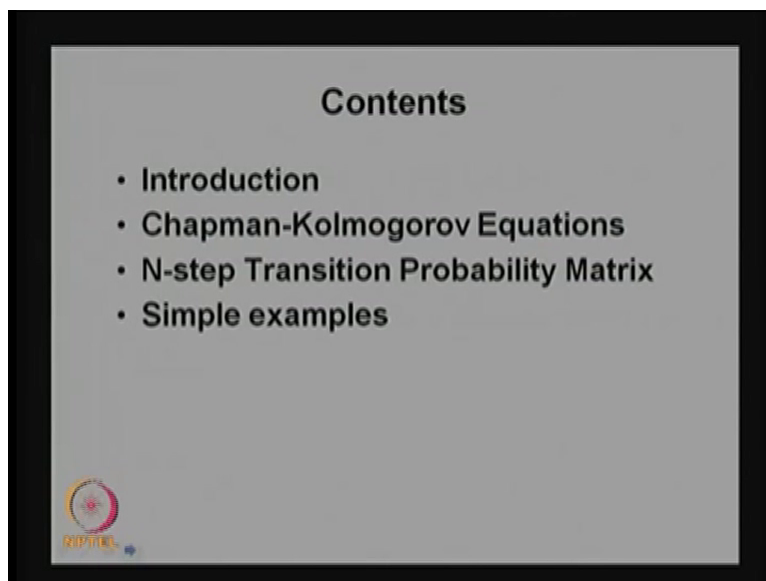 Contents
• Introduction
• Chapman-Kolmogorov Equations
• N-step Transition Probability Matrix
• Simple examples
NPTEL